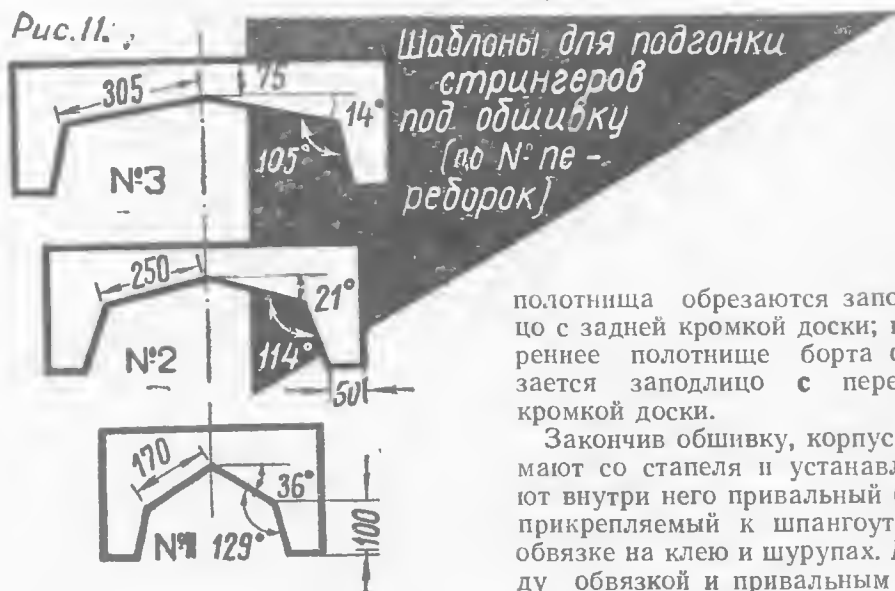 Рис.11.
Шаблоны для подгонки
стрингеров
под обшивку
(по № пе-
реборок)
305
75
14°
105°
№3
250
21°
114°
№2
50
170
36°
129°
№1
100
полотнища обрезаются запо
цо с задней кромкой доски; в
реннее полотнище борта о
зается заподлицо с пере
кромкой доски.
Закончив обшивку, корпус
мают со стапеля и устанавл
ют внутри него привальный
прикрепляемый к шпангоут
обвязке на клею и шурупах.
ду обвязкой и привальным